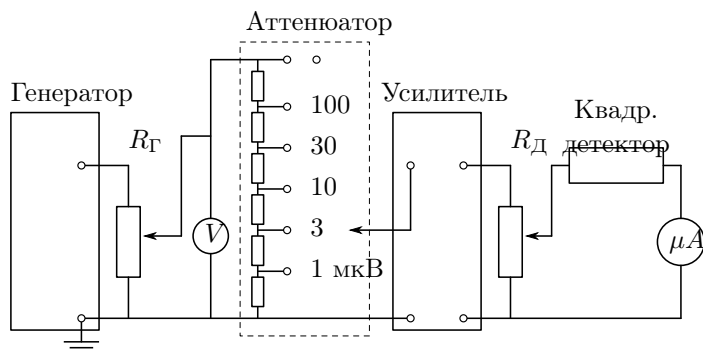 Аттенюатор
Генератор
Усилитель
Квадр.
детектор
R_Г
R_Д
100
30
10
3
1 мкВ
V
μA